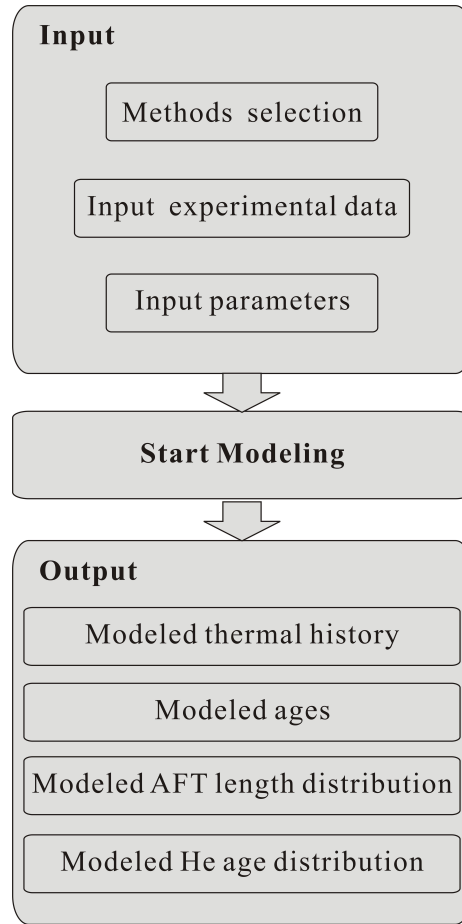 Input
Methods selection
Input experimental data
Input parameters
Start Modeling
Output
Modeled thermal history
Modeled ages
Modeled AFT length distribution
Modeled He age distribution